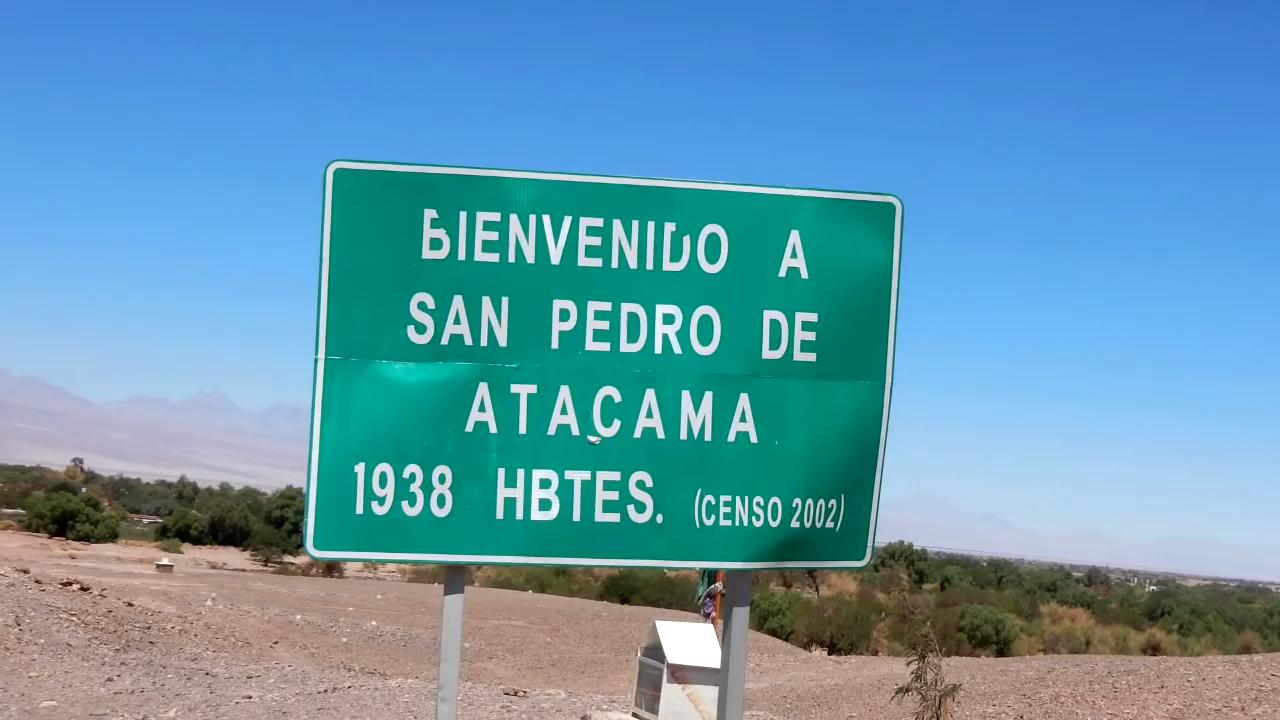 BIENVENIDO A
SAN PEDRO DE
ATACAMA
1938 HBTES. (CENSO 2002)